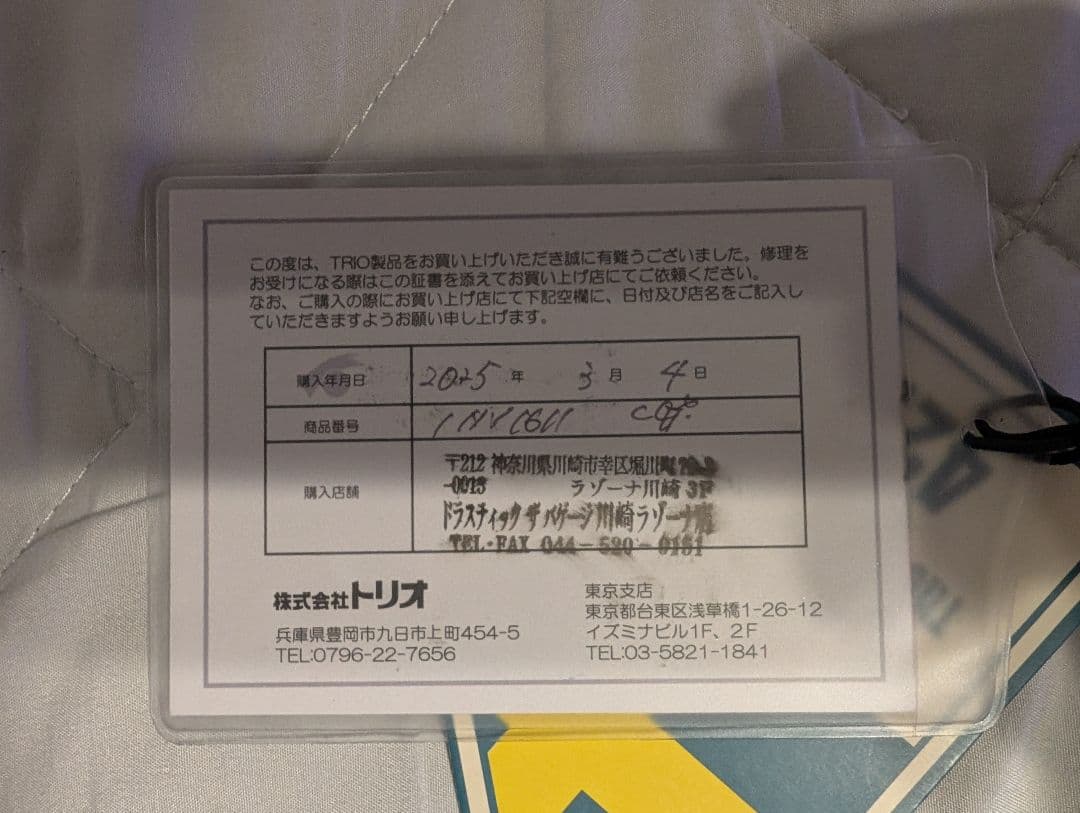 この度は、TRIO製品をお買い上げいただき誠に有難うございました。修理を
お受けになる際はこの証書を添えてお買い上げ店にてご依頼ください。
なお、ご購入の際にお買い上げ店にて下記空欄に、日付及び店名をご記入し
ていただきますようお願い申し上げます。
購入年月日 2025 年 3 月 4 日
商品番号
購入店舗
〒212 神奈川県川崎市幸区堀川町
-0013 ラゾーナ川崎 3F
ドラスティック ザ バゲージ川崎ラゾーナ店
TEL・FAX 044-520-0151
株式会社トリオ
兵庫県豊岡市九日市上町454-5
TEL:0796-22-7656
東京支店
東京都台東区浅草橋1-26-12
イズミナビル1F、2F
TEL:03-5821-1841